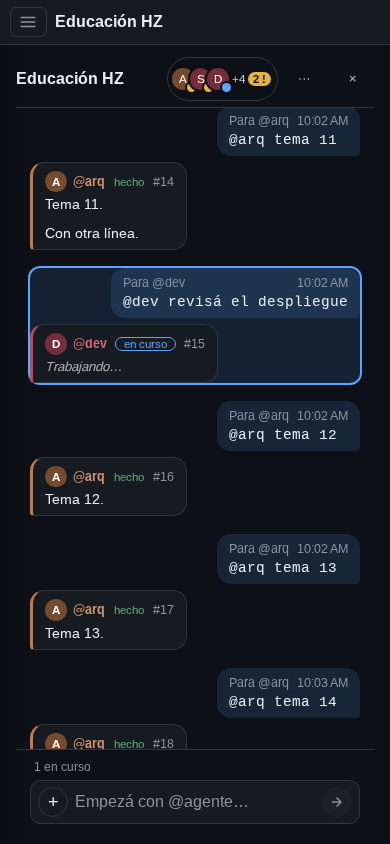 Educación HZ
Educación HZ
A S D +4 2 ! ... ×
Para @arq 10:02 AM
@arq tema 11
A @arq hecho #14
Tema 11.
Con otra línea.
Para @dev 10:02 AM
@dev revisá el despliegue
D @dev en curso #15
Trabajando…
Para @arq 10:02 AM
@arq tema 12
A @arq hecho #16
Tema 12.
Para @arq 10:02 AM
@arq tema 13
A @arq hecho #17
Tema 13.
Para @arq 10:03 AM
@arq tema 14
A @arq hecho #18
1 en curso
+ Empezá con @agente…